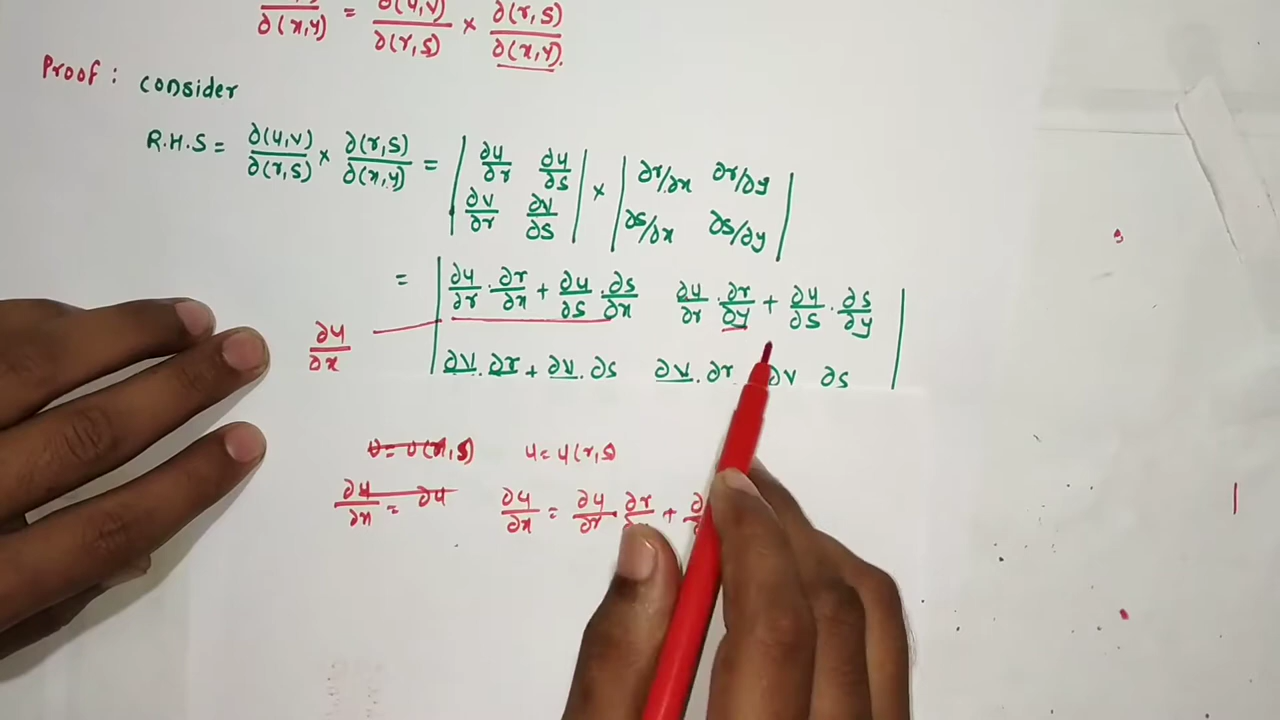 ∂(x,y) = ∂(u,v)/∂(r,s) × ∂(r,s)/∂(x,y).
Proof: consider
R.H.S = ∂(u,v)/∂(r,s) × ∂(r,s)/∂(x,y) = | ∂u/∂r ∂u/∂s | × | ∂r/∂x ∂r/∂y |
| ∂v/∂r ∂v/∂s | | ∂s/∂x ∂s/∂y |
= | ∂u/∂r · ∂r/∂x + ∂u/∂s · ∂s/∂x ∂u/∂r · ∂r/∂y + ∂u/∂s · ∂s/∂y |
∂u/∂x
| ∂v · ∂r + ∂v · ∂s ∂v · ∂r ∂v ∂s |
u = u(r,s)
∂u/∂x = ∂u ∂u/∂x = ∂u/∂r · ∂r +